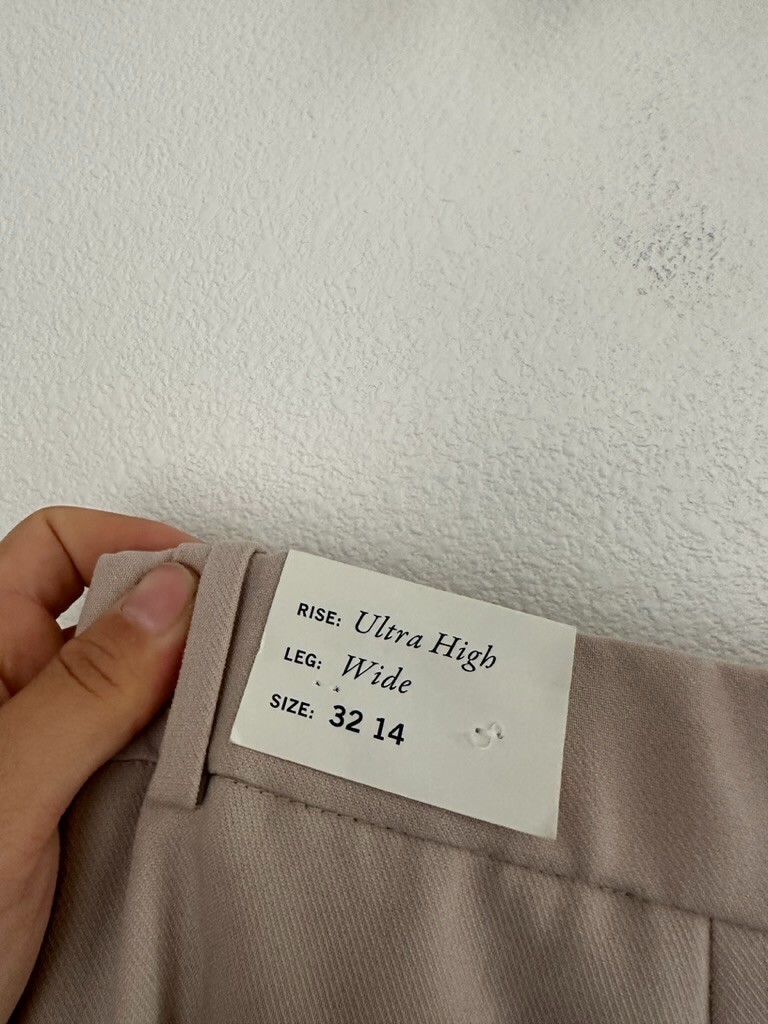 RISE: Ultra High
LEG: Wide
SIZE: 32 14